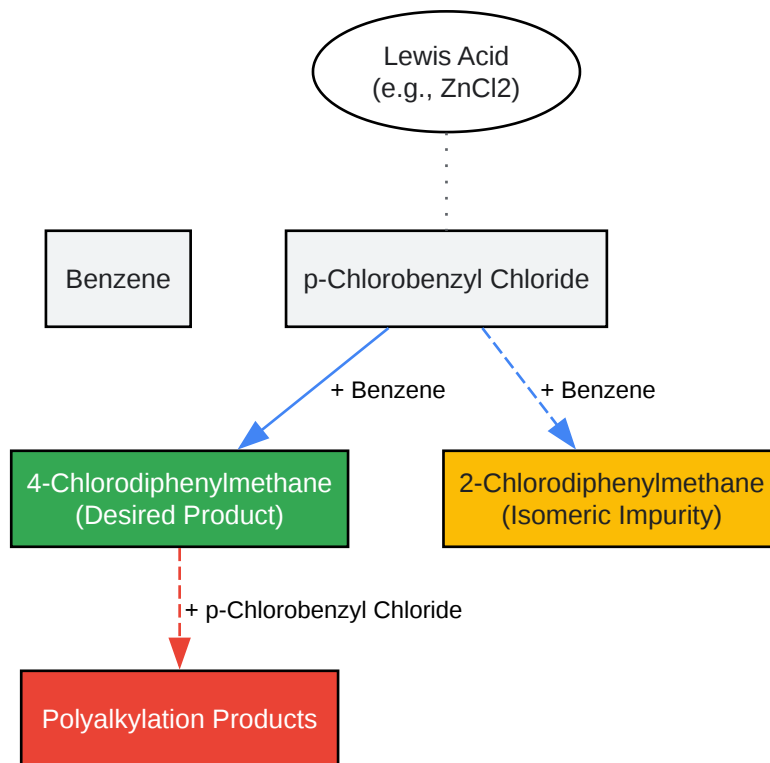 Lewis Acid
(e.g., ZnCl2)
Benzene
p-Chlorobenzyl Chloride
+ Benzene
+ Benzene
4-Chlorodiphenylmethane
(Desired Product)
2-Chlorodiphenylmethane
(Isomeric Impurity)
+ p-Chlorobenzyl Chloride
Polyalkylation Products